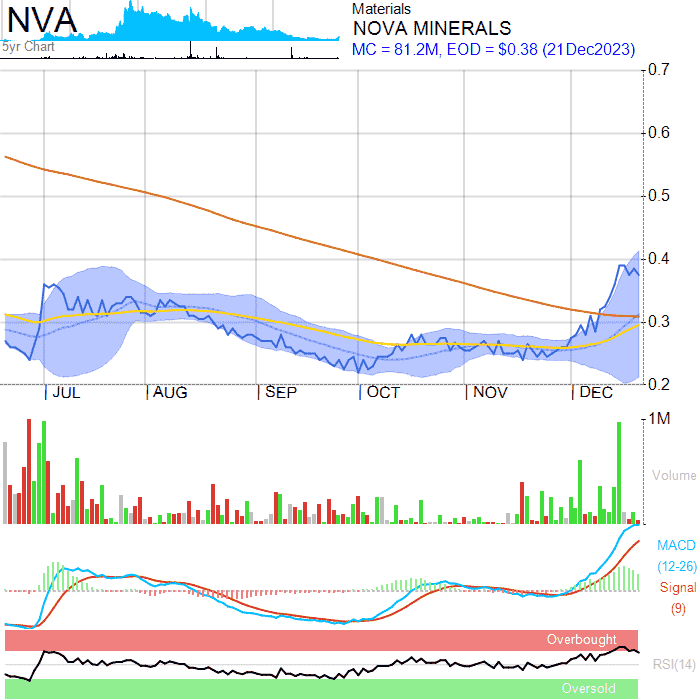 NVA
5yr Chart
Materials
NOVA MINERALS
MC = 81.2M, EOD = $0.38 (21Dec2023)
0.7
0.6
0.5
0.4
0.3
0.2
JUL AUG SEP OCT NOV DEC
1M
Volume
MACD
(12-26)
Signal
(9)
Overbought
RSI(14)
Oversold